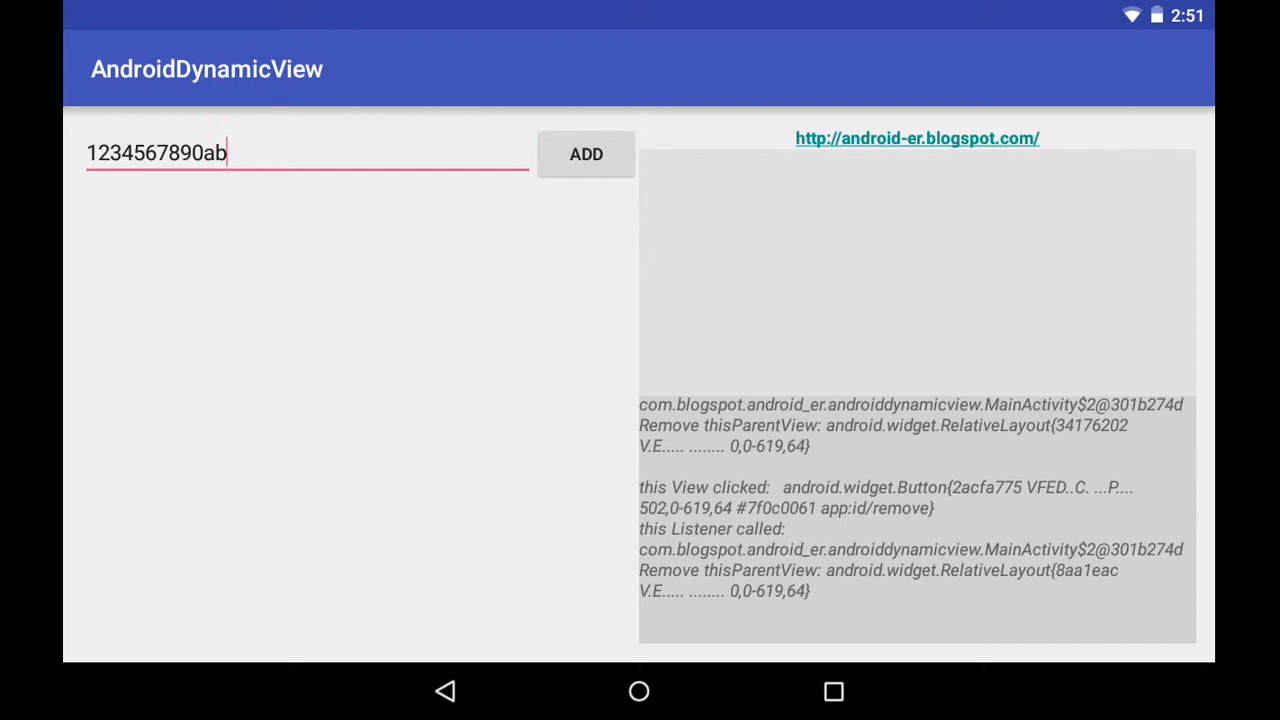 2:51
AndroidDynamicView
1234567890ab
ADD
http://android-er.blogspot.com/
com.blogspot.android_er.androiddynamicview.MainActivity$2@301b274d
Remove thisParentView: android.widget.RelativeLayout{34176202
V.E..... ........ 0,0-619,64}
this View clicked:   android.widget.Button{2acfa775 VFED..C. ...P....
502,0-619,64 #7f0c0061 app:id/remove}
this Listener called:
com.blogspot.android_er.androiddynamicview.MainActivity$2@301b274d
Remove thisParentView: android.widget.RelativeLayout{8aa1eac
V.E..... ........ 0,0-619,64}